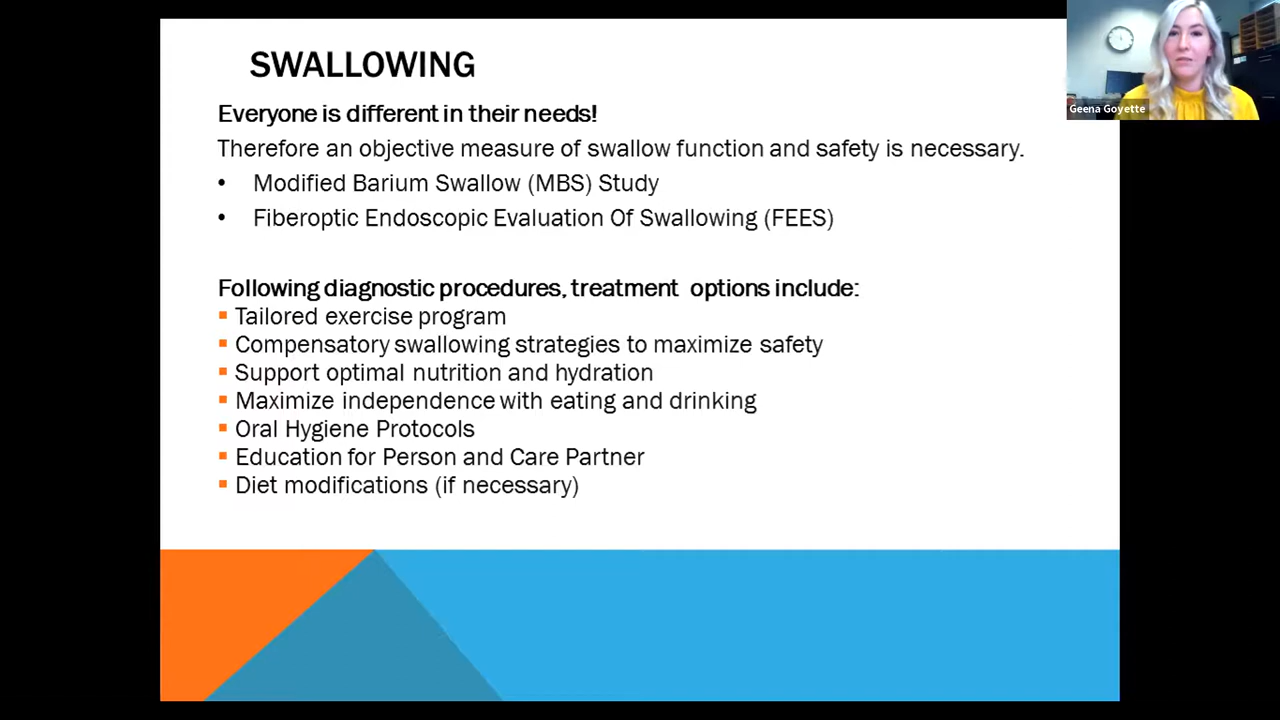 SWALLOWING
Everyone is different in their needs!
Therefore an objective measure of swallow function and safety is necessary.
• Modified Barium Swallow (MBS) Study
• Fiberoptic Endoscopic Evaluation Of Swallowing (FEES)
Following diagnostic procedures, treatment options include:
▪ Tailored exercise program
▪ Compensatory swallowing strategies to maximize safety
▪ Support optimal nutrition and hydration
▪ Maximize independence with eating and drinking
▪ Oral Hygiene Protocols
▪ Education for Person and Care Partner
▪ Diet modifications (if necessary)
Geena Goyette